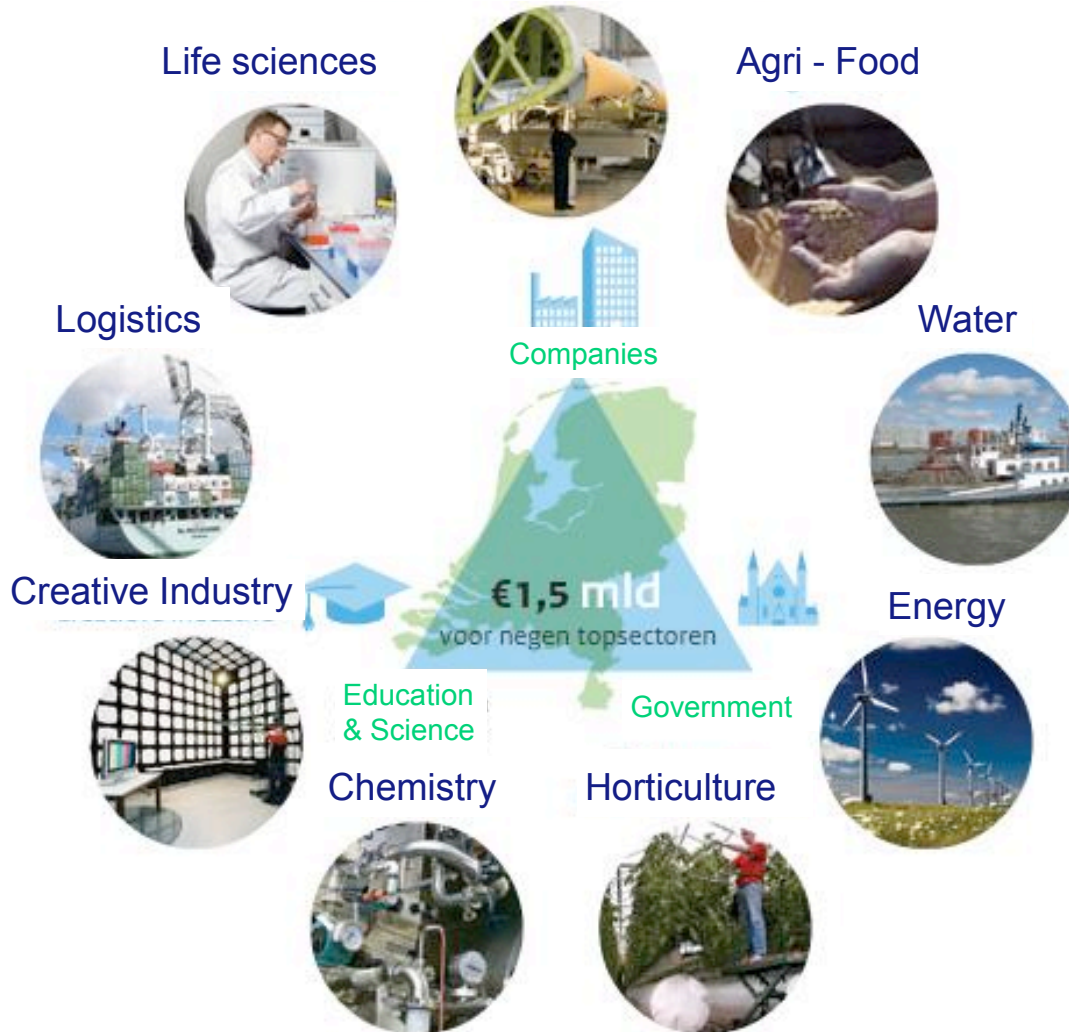 Life sciences
Agri - Food
Logistics
Water
Companies
Creative Industry
€1,5 mld
voor negen topsectoren
Energy
Education
& Science
Government
Chemistry
Horticulture